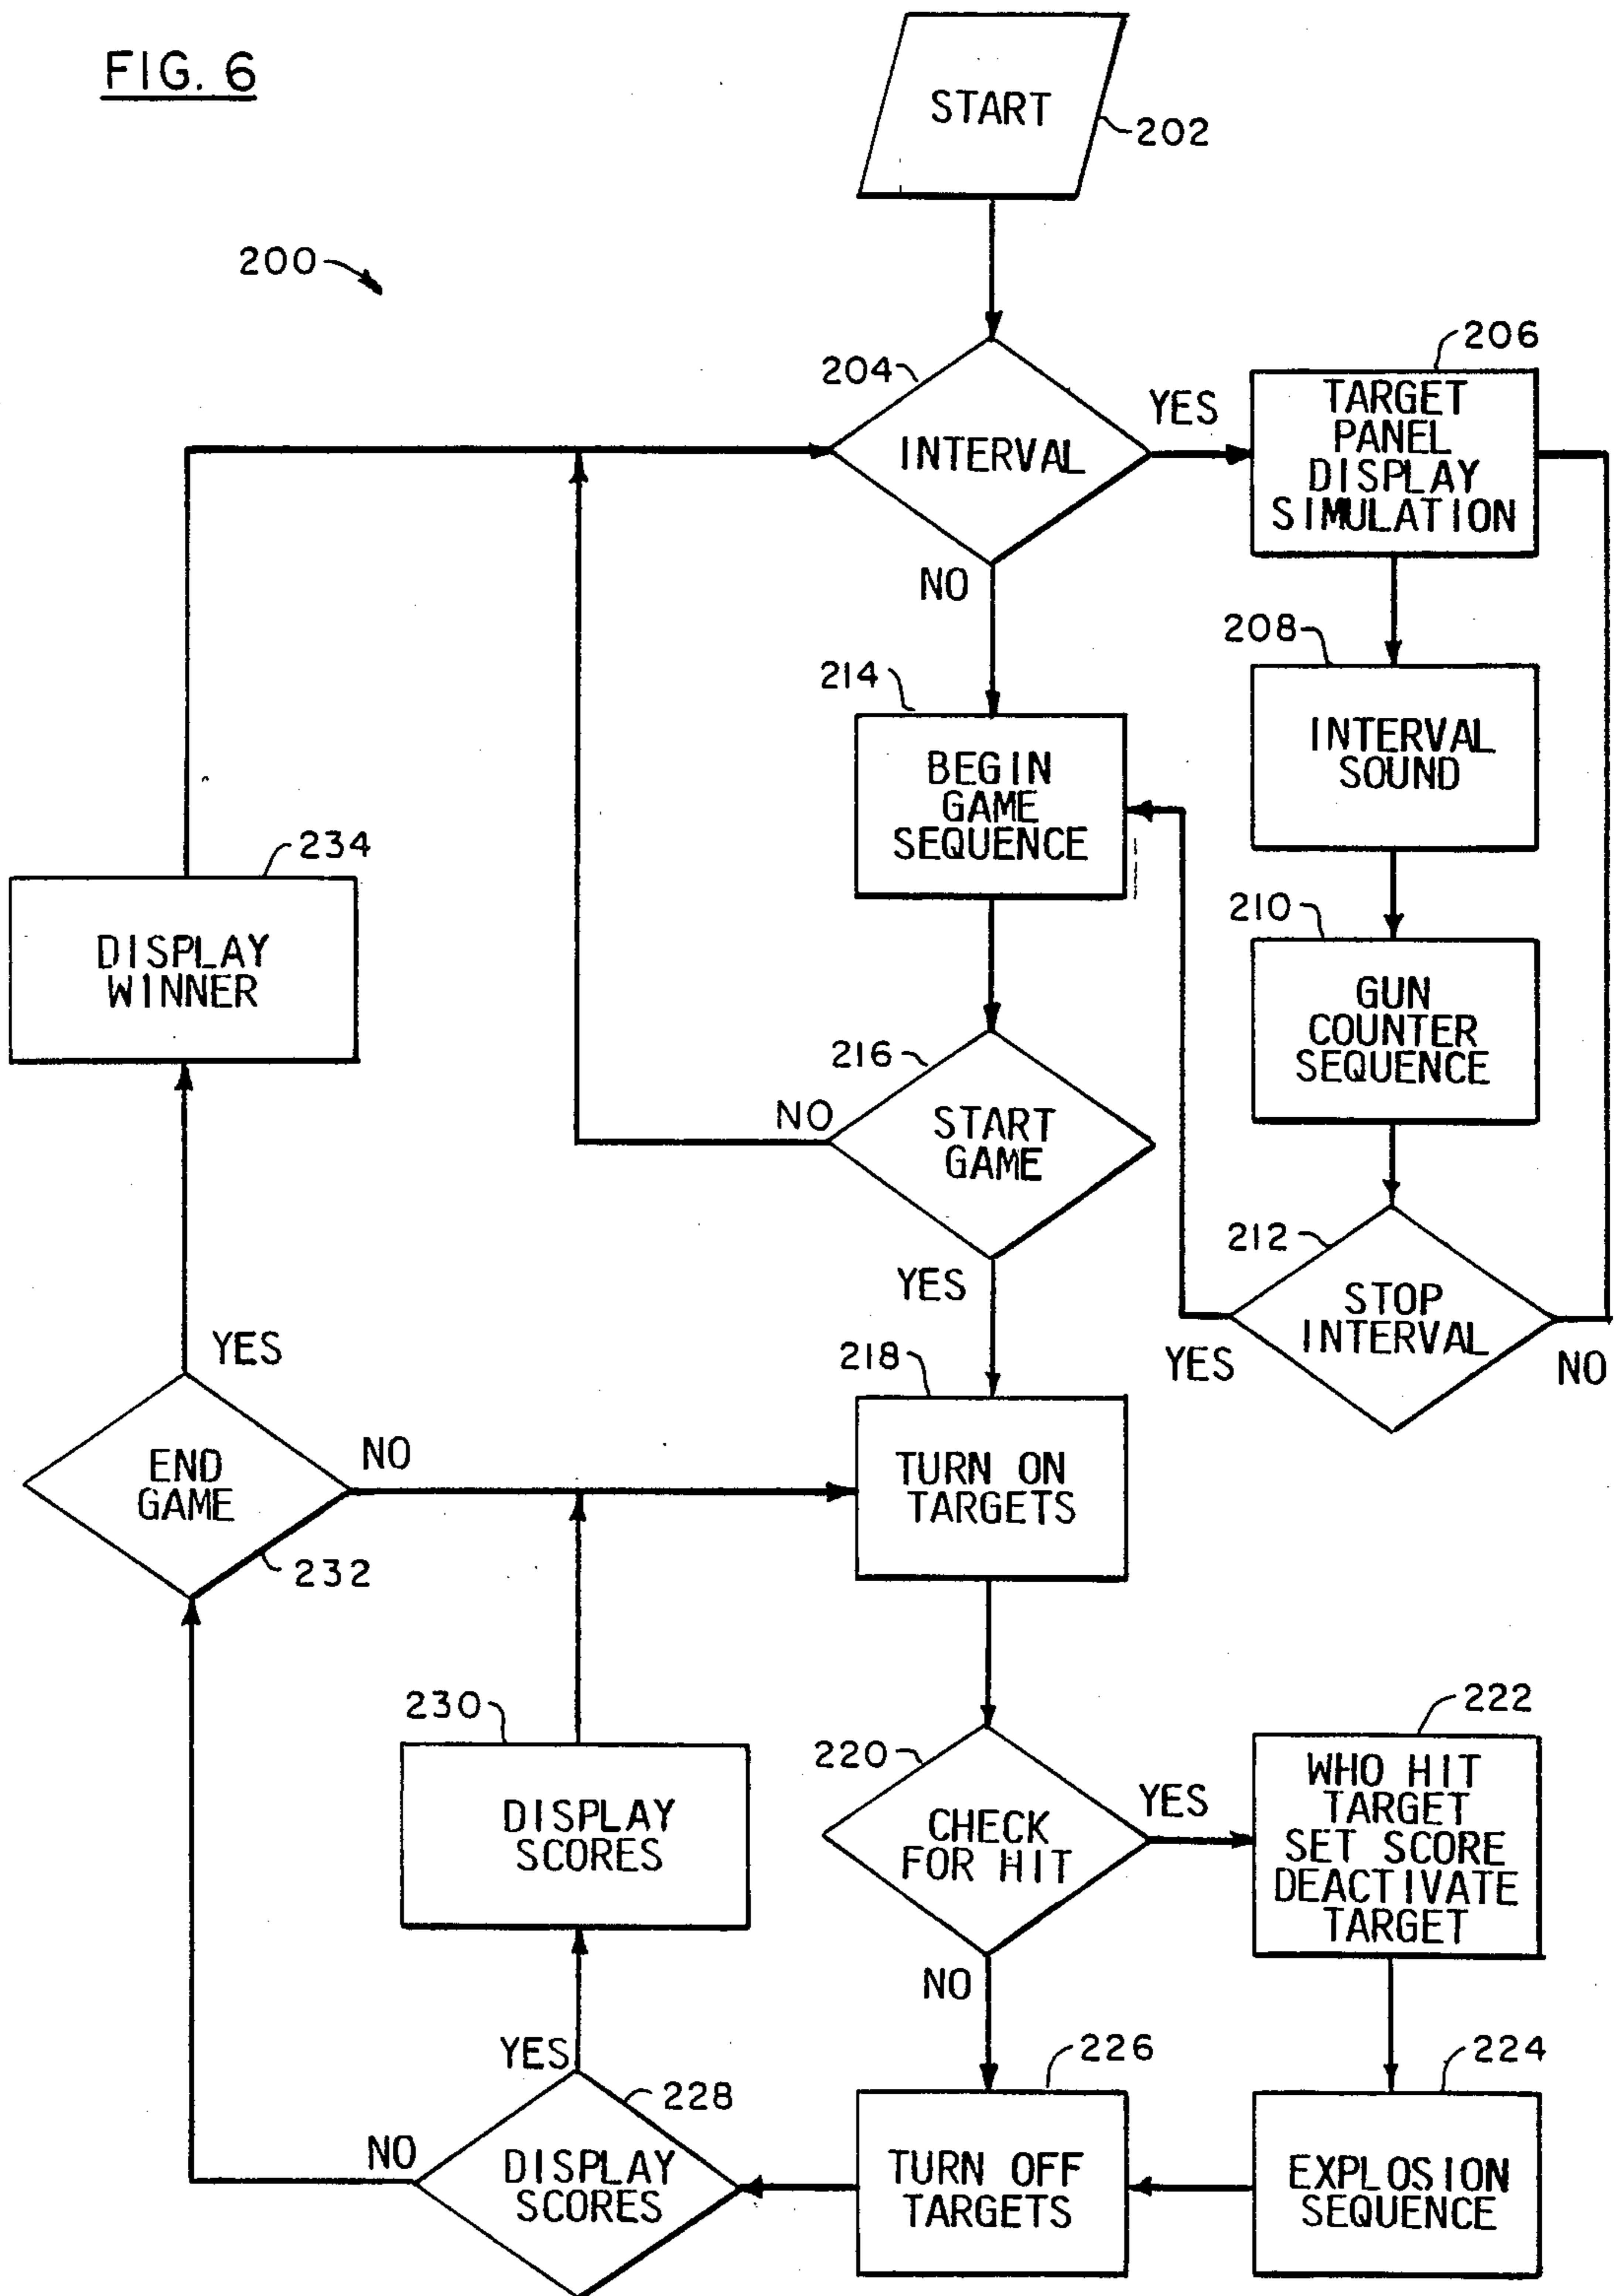 FIG. 6
START
202
200
204
INTERVAL
YES
NO
206
TARGET
PANEL
DISPLAY
SIMULATION
208
INTERVAL
SOUND
214
BEGIN
GAME
SEQUENCE
234
DISPLAY
WINNER
210
GUN
COUNTER
SEQUENCE
216
NO
START
GAME
YES
212
STOP
INTERVAL
YES
NO
218
TURN ON
TARGETS
YES
END
GAME
NO
232
230
DISPLAY
SCORES
220
CHECK
FOR HIT
YES
NO
222
WHO HIT
TARGET
SET SCORE
DEACTIVATE
TARGET
YES
228
NO
DISPLAY
SCORES
226
TURN OFF
TARGETS
224
EXPLOSION
SEQUENCE